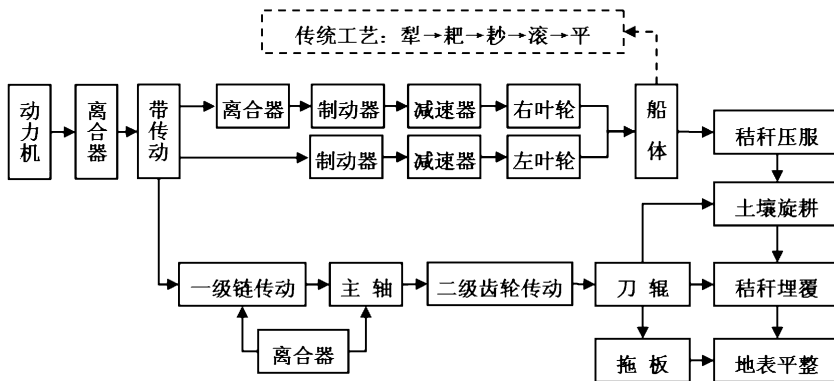 传统工艺：犁→耙→耖→滚→平
动力机
离合器
带传动
离合器
制动器
减速器
右叶轮
船体
秸秆压服
制动器
减速器
左叶轮
土壤旋耕
一级链传动
主轴
二级齿轮传动
刀辊
秸秆埋覆
离合器
拖板
地表平整